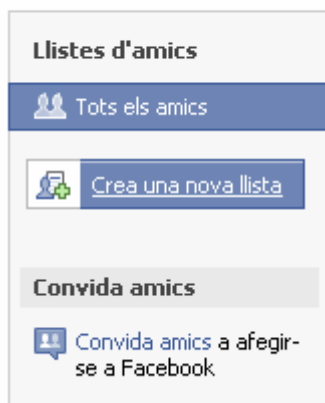 Llistes d'amics
Tots els amics
Crea una nova llista
Convida amics
Convida amics a afegir-
se a Facebook